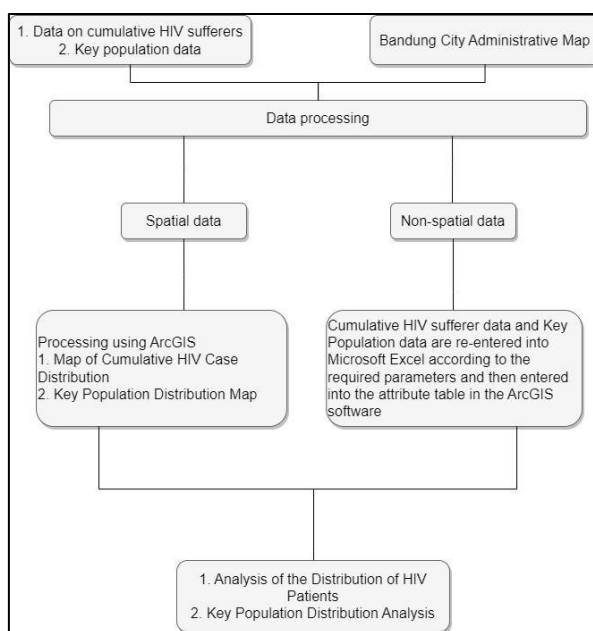 1. Data on cumulative HIV sufferers
2. Key population data
Bandung City Administrative Map
Data processing
Spatial data
Non-spatial data
Processing using ArcGIS
1. Map of Cumulative HIV Case
Distribution
2. Key Population Distribution Map
Cumulative HIV sufferer data and Key
Population data are re-entered into
Microsoft Excel according to the
required parameters and then entered
into the attribute table in the ArcGIS
software
1. Analysis of the Distribution of HIV
Patients
2. Key Population Distribution Analysis